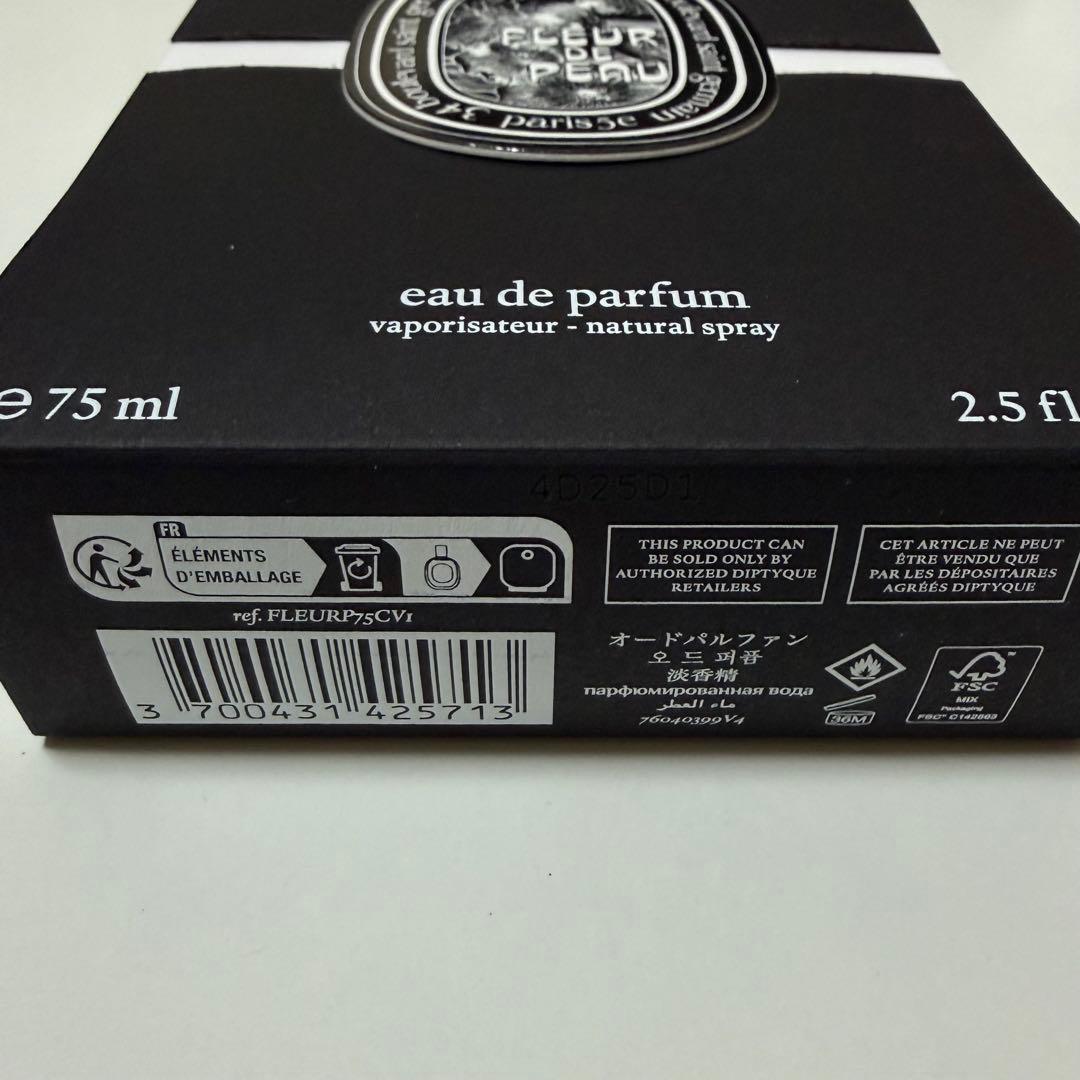 FLEUR
DE
PEAU
34 boulevard saint germain
paris5e
eau de parfum
vaporisateur - natural spray
e 75 ml
2.5 fl
4D25D1
FR
ÉLÉMENTS
D'EMBALLAGE
ref. FLEURP75CV1
3 700431 425713
THIS PRODUCT CAN
BE SOLD ONLY BY
AUTHORIZED DIPTYQUE
RETAILERS
CET ARTICLE NE PEUT
ÊTRE VENDU QUE
PAR LES DÉPOSITAIRES
AGRÉÉS DIPTYQUE
オードパルファン
오 드 퍼퓸
淡香精
парфюмированная вода
ماء العطر
76040399V4
36M
FSC
MIX
Packaging